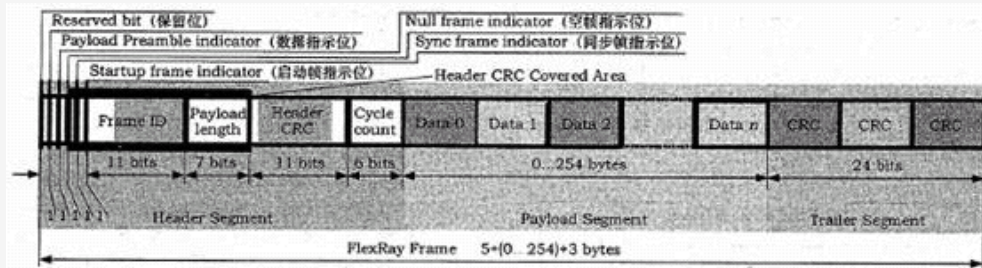 Reserved bit (保留位)
Null frame indicator (空帧指示位)
Payload Preamble indicator (数据指示位)
Sync frame indicator (同步帧指示位)
Startup frame indicator (启动帧指示位)
Header CRC Covered Area
Frame ID
Payload length
Header CRC
Cycle count
Data 0
Data 1
Data 2
Data n
CRC
CRC
CRC
11 bits
7 bits
11 bits
6 bits
0...254 bytes
24 bits
1 1 1 1 1
Header Segment
Payload Segment
Trailer Segment
FlexRay Frame 5+(0...254)+3 bytes